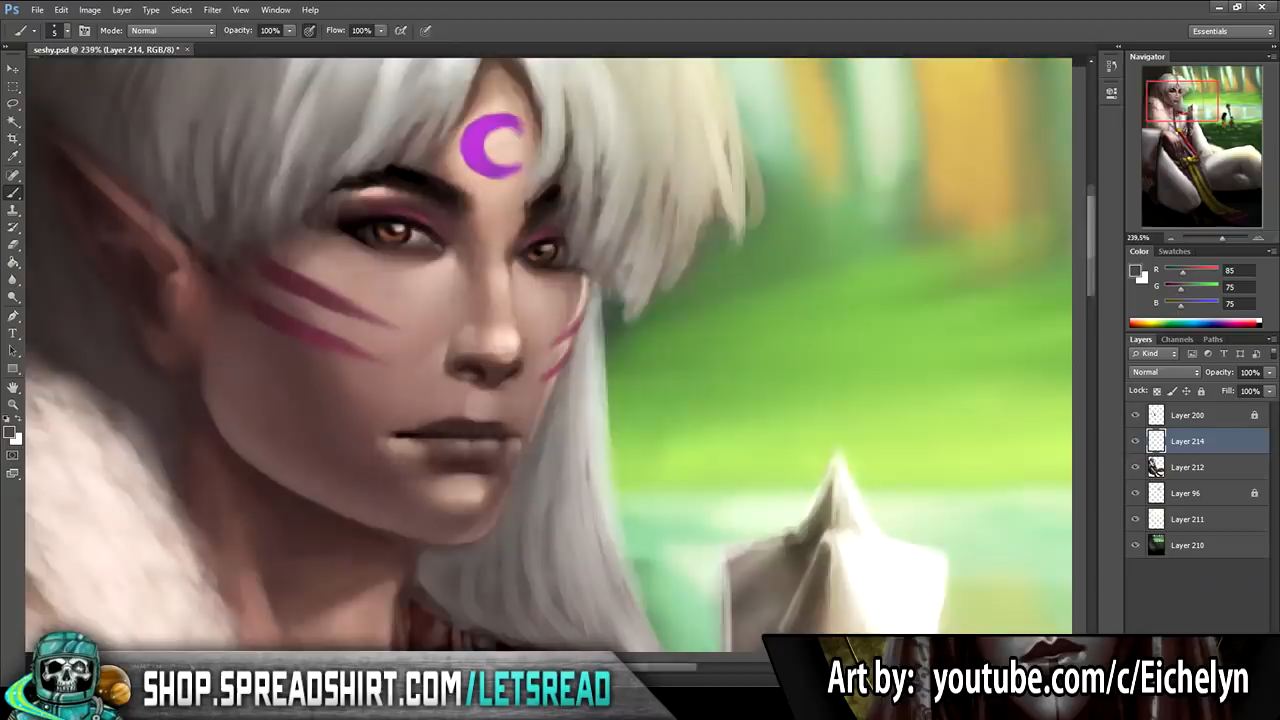 Ps File Edit Image Layer Type Select Filter View Window Help
5 Mode: Normal Opacity: 100% Flow: 100% Essentials
seshy.psd @ 239% (Layer 214, RGB/8) * ×
Navigator
239,5%
Color Swatches
R 85
G 75
B 75
Layers Channels Paths
Kind
Normal Opacity: 100%
Lock: Fill: 100%
Layer 200
Layer 214
Layer 212
Layer 96
Layer 211
Layer 210
SHOP.SPREADSHIRT.COM/LETSREAD
Art by: youtube.com/c/Eichelyn